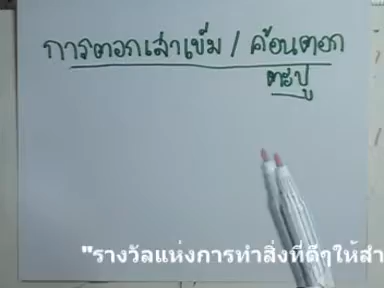 การตอกเสาเข็ม / ค้อนตอก
ตะปู
"รางวัลแห่งการทำสิ่งที่ดีๆให้สำ